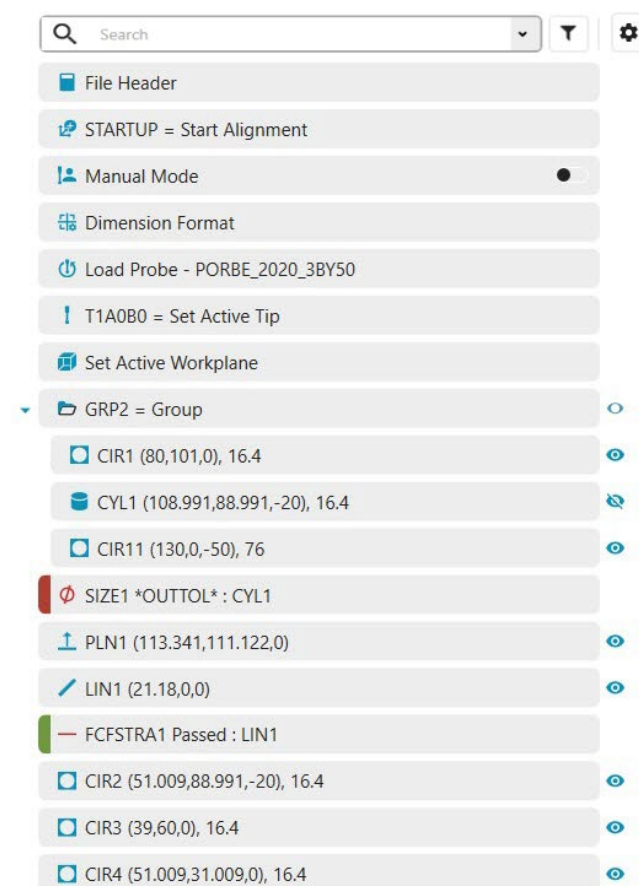 Search
File Header
STARTUP = Start Alignment
Manual Mode
Dimension Format
Load Probe - PORBE_2020_3BY50
T1A0B0 = Set Active Tip
Set Active Workplane
GRP2 = Group
CIR1 (80,101,0), 16.4
CYL1 (108.991,88.991,-20), 16.4
CIR11 (130,0,-50), 76
SIZE1 *OUTTOL* : CYL1
PLN1 (113.341,111.122,0)
LIN1 (21.18,0,0)
FCFSTRA1 Passed : LIN1
CIR2 (51.009,88.991,-20), 16.4
CIR3 (39,60,0), 16.4
CIR4 (51.009,31.009,0), 16.4